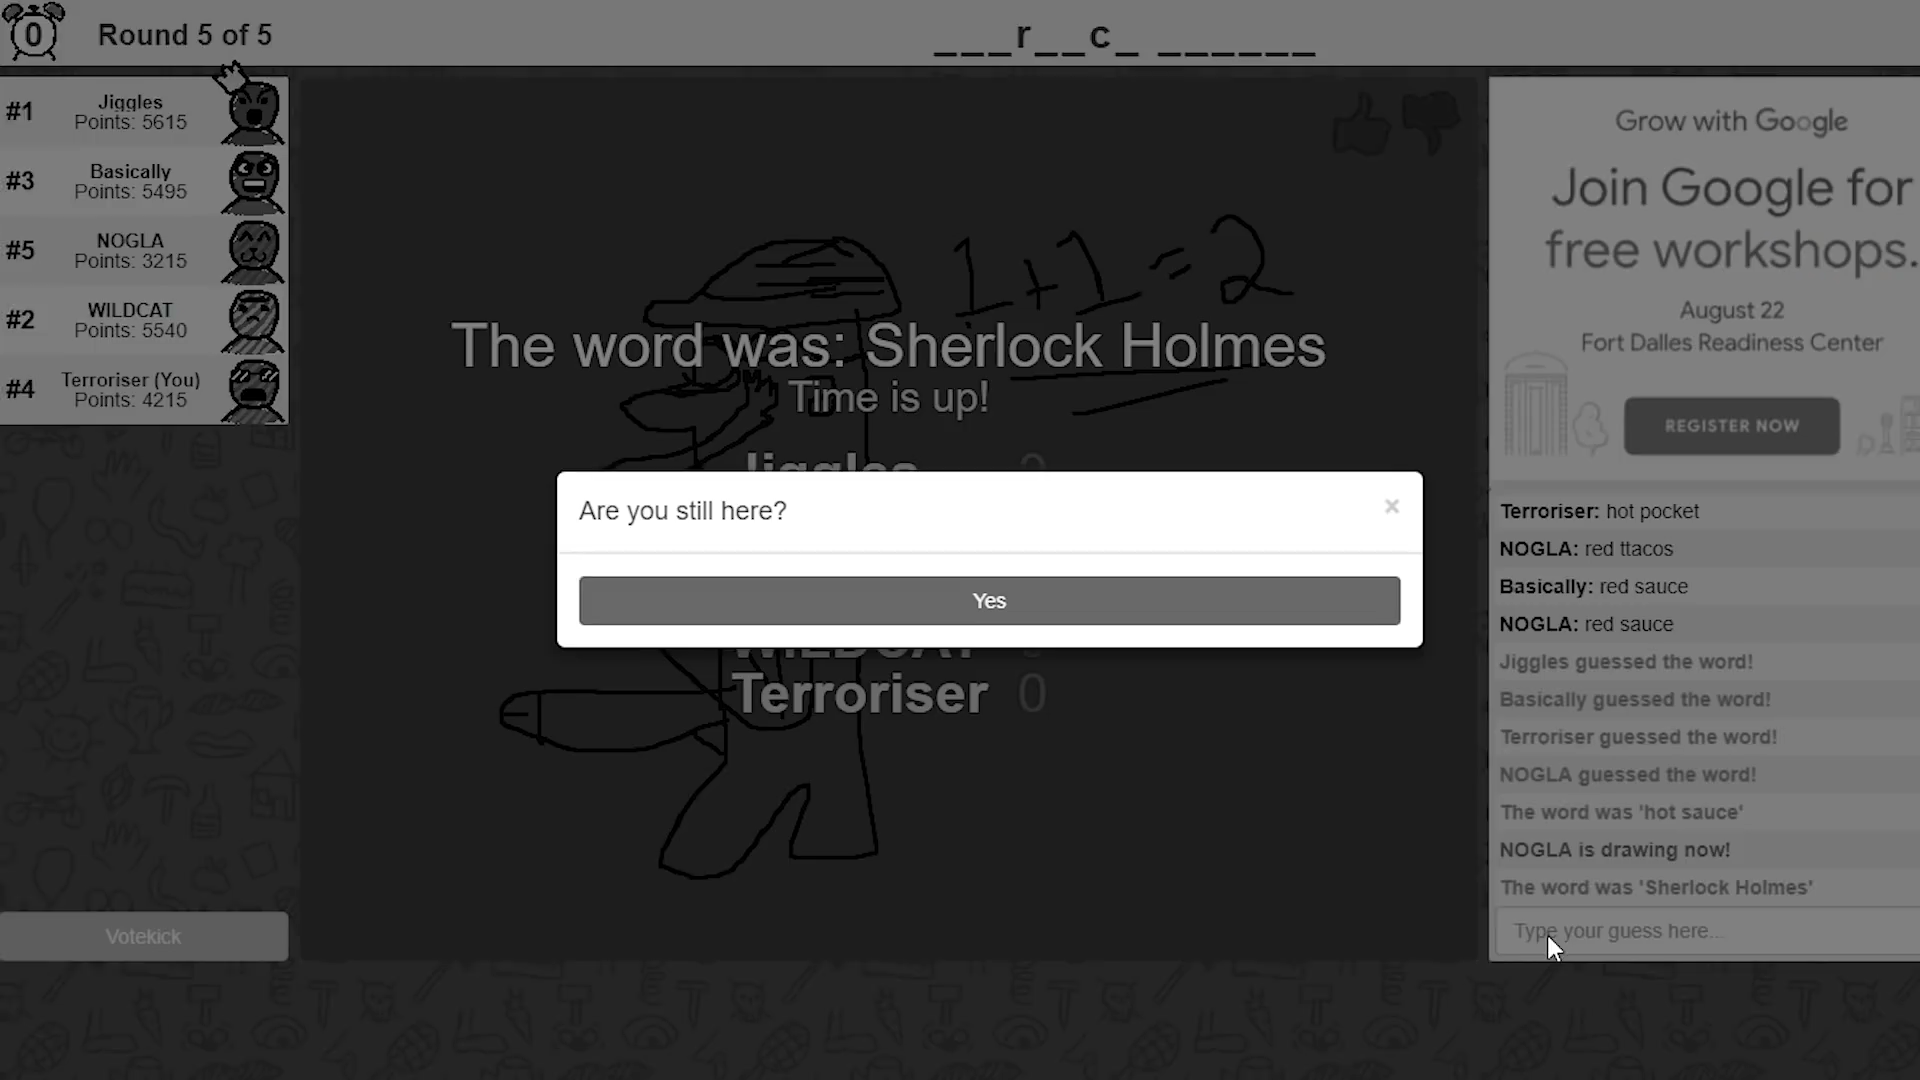 0
Round 5 of 5
___r__c_ ______
#1
Jiggles
Points: 5615
#3
Basically
Points: 5495
#5
NOGLA
Points: 3215
#2
WILDCAT
Points: 5540
#4
Terroriser (You)
Points: 4215
Votekick
1+1=2
The word was: Sherlock Holmes
Time is up!
Jiggles 0
Are you still here?
×
Yes
WILDCAT
Terroriser 0
Grow with Google
Join Google for
free workshops.
August 22
Fort Dalles Readiness Center
REGISTER NOW
Terroriser: hot pocket
NOGLA: red ttacos
Basically: red sauce
NOGLA: red sauce
Jiggles guessed the word!
Basically guessed the word!
Terroriser guessed the word!
NOGLA guessed the word!
The word was 'hot sauce'
NOGLA is drawing now!
The word was 'Sherlock Holmes'
Type your guess here...